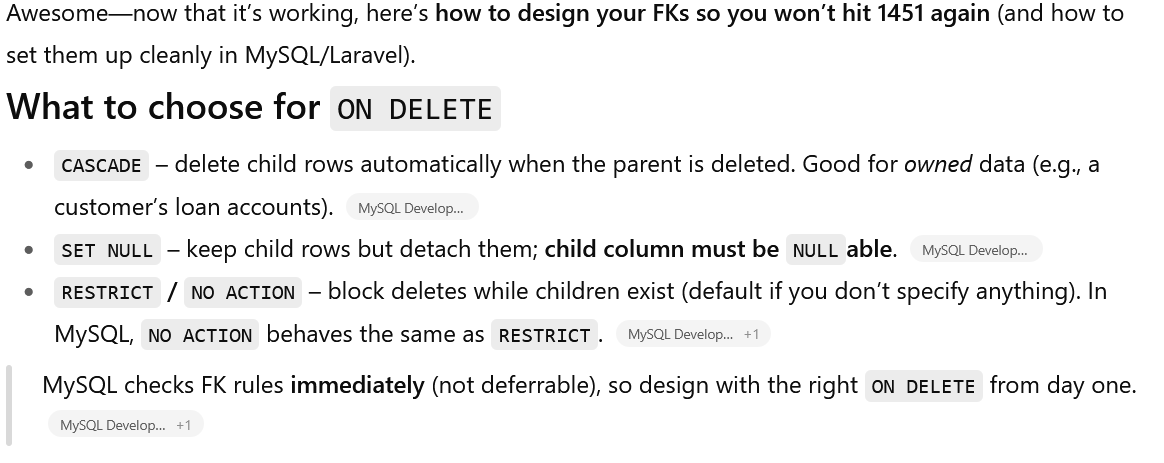 Awesome—now that it’s working, here’s how to design your FKs so you won’t hit 1451 again (and how to
set them up cleanly in MySQL/Laravel).
What to choose for ON DELETE
• CASCADE – delete child rows automatically when the parent is deleted. Good for owned data (e.g., a
customer’s loan accounts). MySQL Develop...
• SET NULL – keep child rows but detach them; child column must be NULLable. MySQL Develop...
• RESTRICT / NO ACTION – block deletes while children exist (default if you don’t specify anything). In
MySQL, NO ACTION behaves the same as RESTRICT. MySQL Develop... +1
MySQL checks FK rules immediately (not deferrable), so design with the right ON DELETE from day one.
MySQL Develop... +1